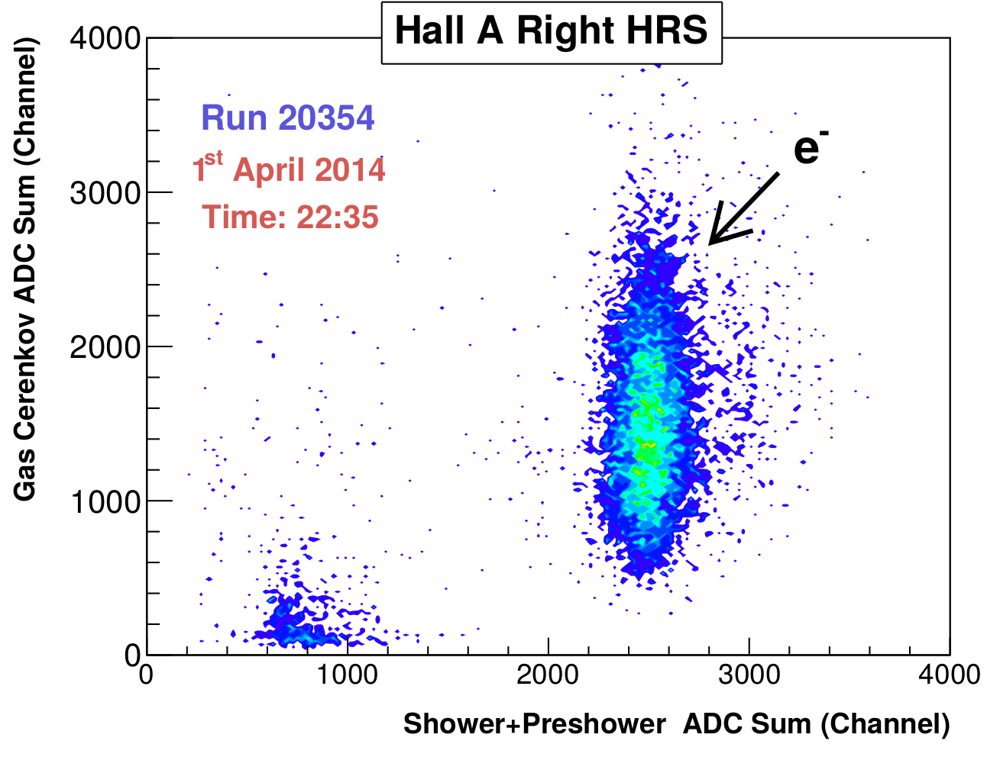 Hall A Right HRS
Gas Cerenkov ADC Sum (Channel)
4000
3000
2000
1000
0
Run 20354
1st April 2014
Time: 22:35
e-
0 1000 2000 3000 4000
Shower+Preshower ADC Sum (Channel)